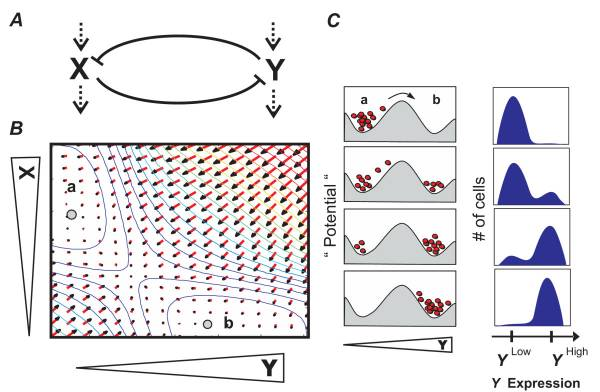 A
X
Y
B
X
a
b
Y
C
a b
" Potential "
# of cells
Y
Y Low Y High
Y Expression